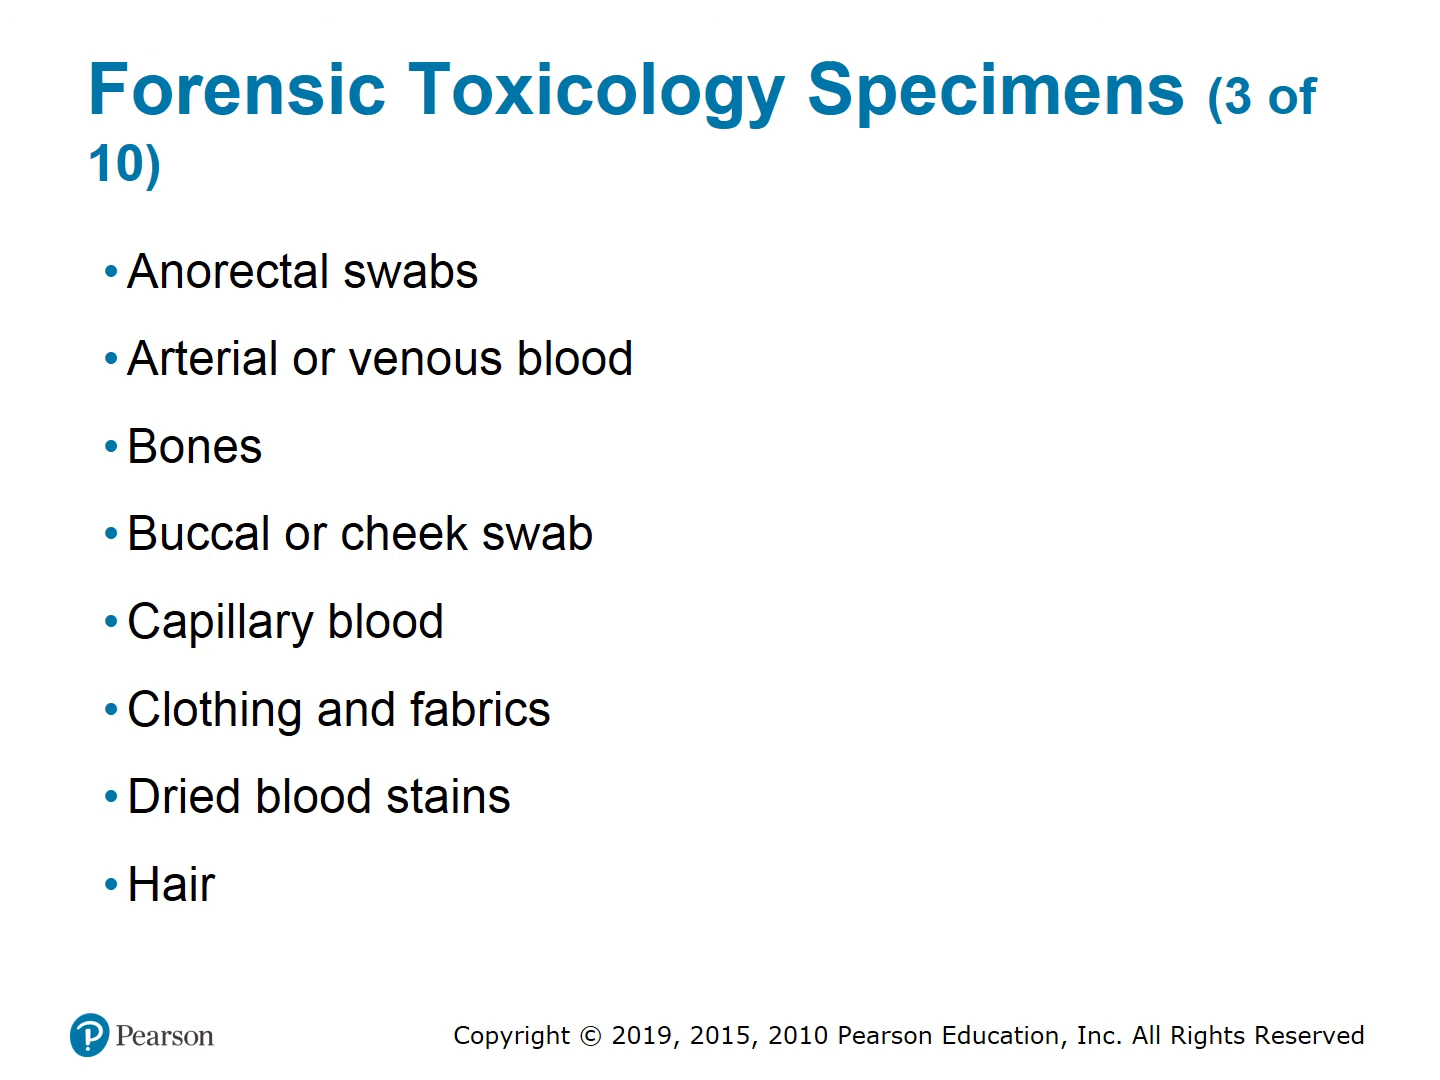 Forensic Toxicology Specimens (3 of
10)
• Anorectal swabs
• Arterial or venous blood
• Bones
• Buccal or cheek swab
• Capillary blood
• Clothing and fabrics
• Dried blood stains
• Hair
Pearson
Copyright © 2019, 2015, 2010 Pearson Education, Inc. All Rights Reserved